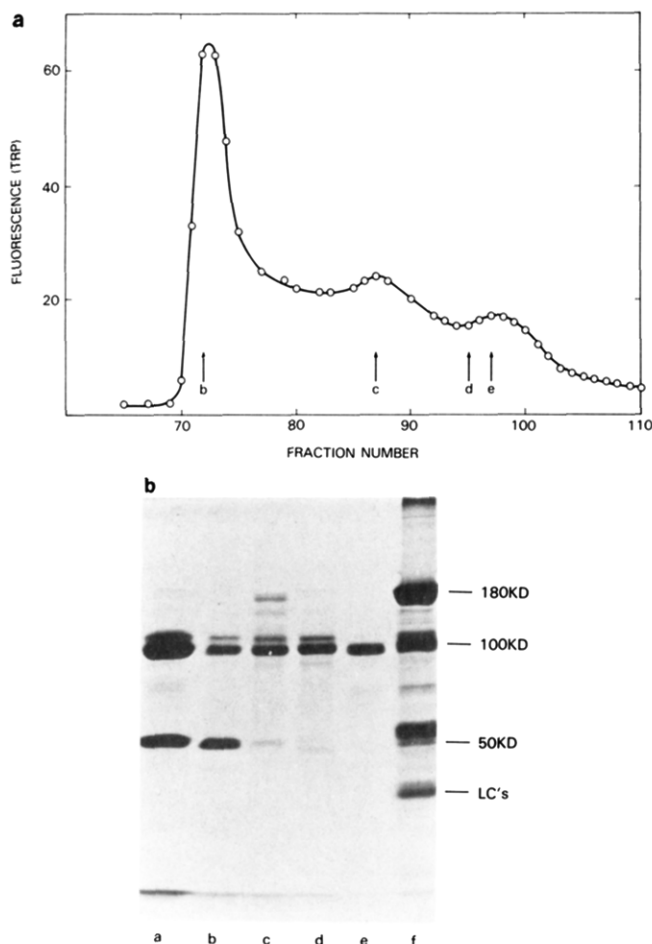 a
60
40
20
FLUORESCENCE (TRP)
b c d e
70 80 90 100 110
FRACTION NUMBER
b
180KD
100KD
50KD
LC's
a b c d e f